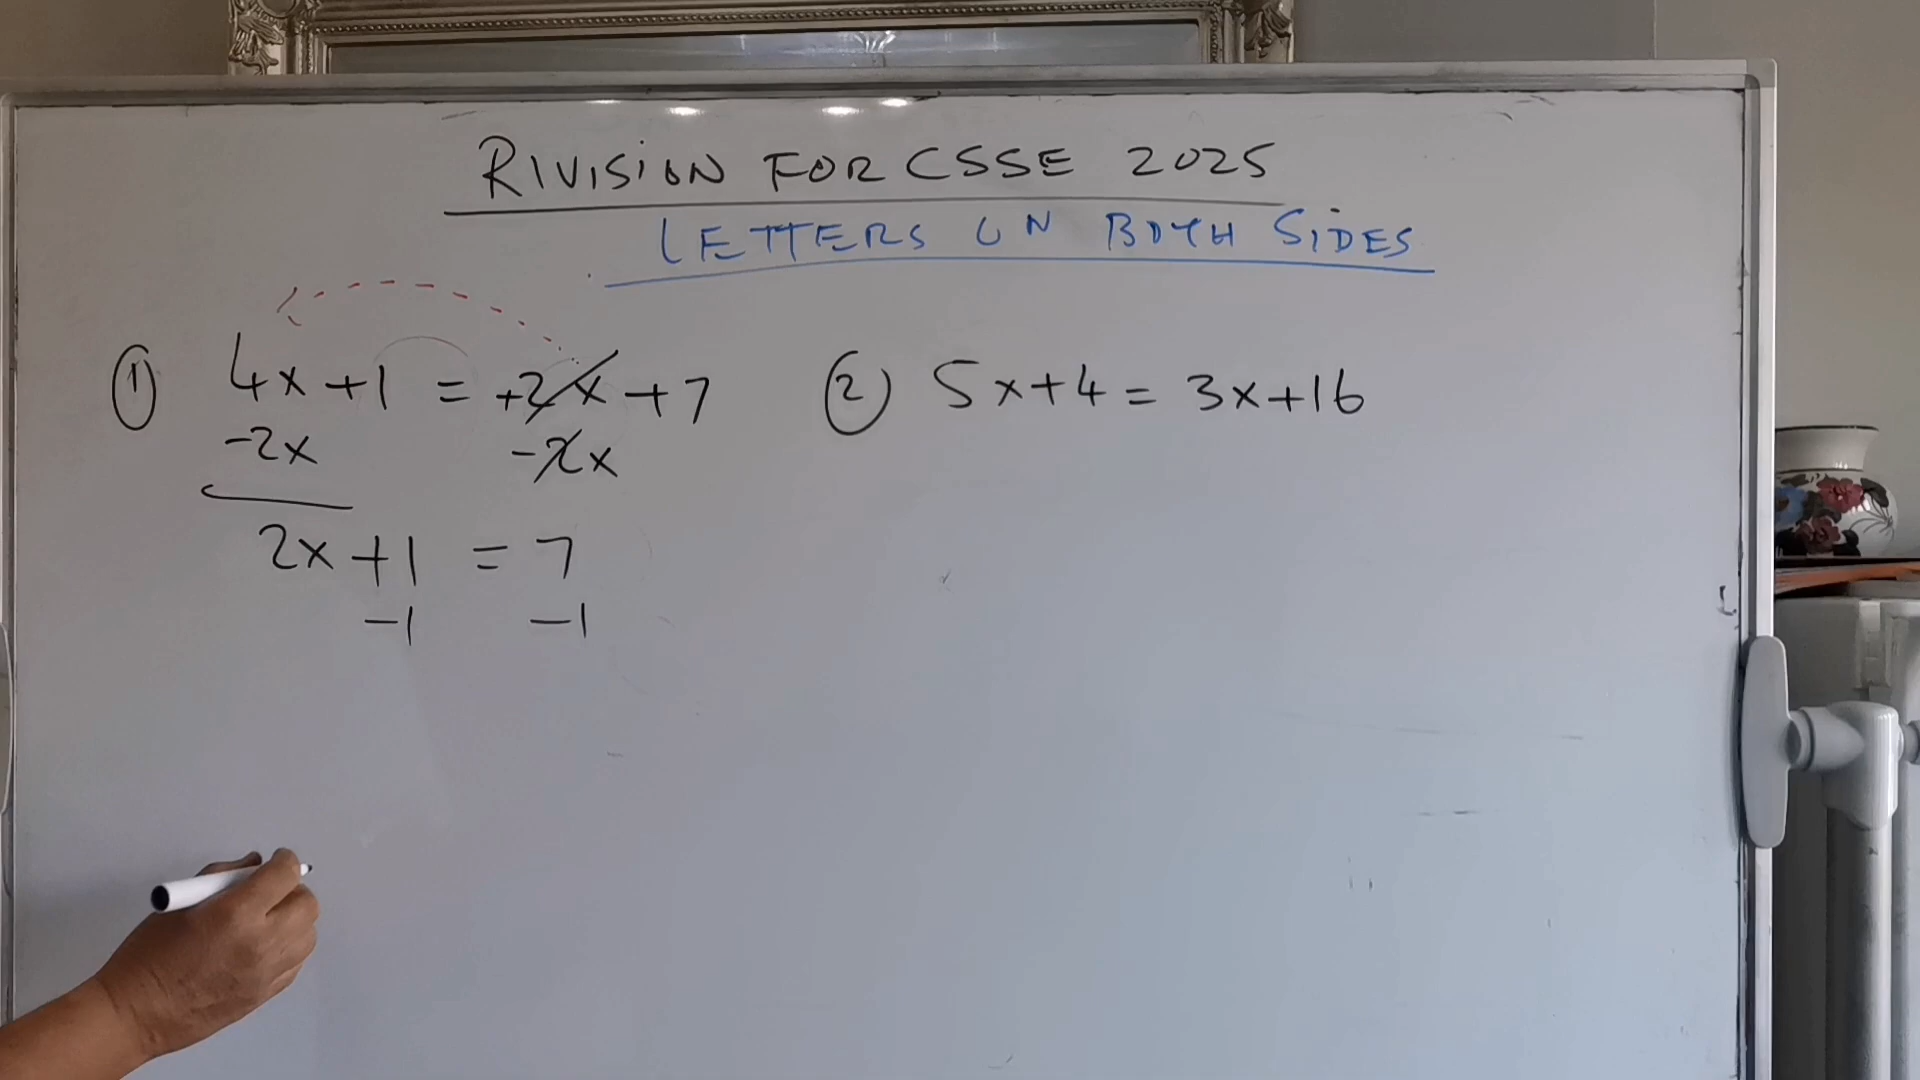 RIVISION FOR CSSE 2025
LETTERS ON BOTH SIDES
① 4x+1 = +2x+7
-2x -2x
2x+1 = 7
-1 -1
② 5x+4 = 3x+16